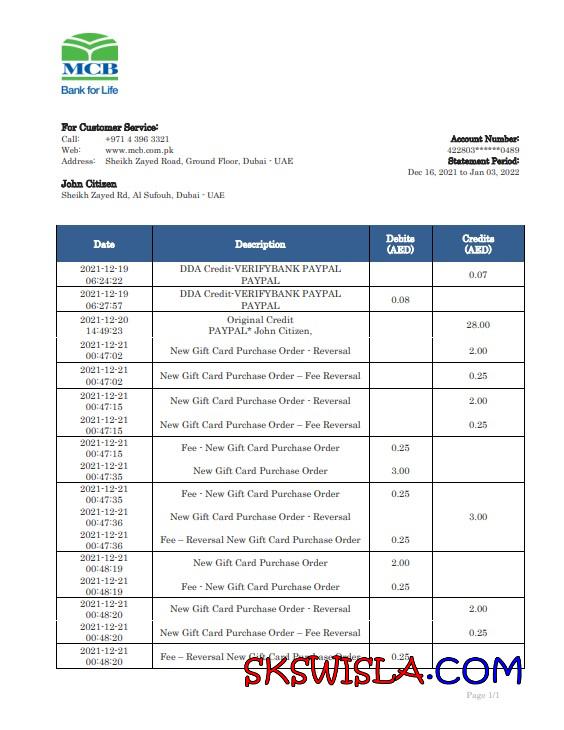 MCB
Bank for Life
For Customer Service:
Call: +971 4 396 3321
Web: www.mcb.com.pk
Address: Sheikh Zayed Road, Ground Floor, Dubai - UAE
Account Number:
422803******0489
Statement Period:
Dec 16, 2021 to Jan 03, 2022
John Citizen
Sheikh Zayed Rd, Al Sufouh, Dubai - UAE
Date Description Debits (AED) Credits (AED)
2021-12-19 06:24:22 DDA Credit-VERIFYBANK PAYPAL PAYPAL 0.07
2021-12-19 06:27:57 DDA Credit-VERIFYBANK PAYPAL PAYPAL 0.08
2021-12-20 14:49:23 Original Credit PAYPAL* John Citizen, 28.00
2021-12-21 00:47:02 New Gift Card Purchase Order - Reversal 2.00
2021-12-21 00:47:02 New Gift Card Purchase Order – Fee Reversal 0.25
2021-12-21 00:47:15 New Gift Card Purchase Order - Reversal 2.00
2021-12-21 00:47:15 New Gift Card Purchase Order – Fee Reversal 0.25
2021-12-21 00:47:15 Fee - New Gift Card Purchase Order 0.25
2021-12-21 00:47:35 New Gift Card Purchase Order 3.00
2021-12-21 00:47:35 Fee - New Gift Card Purchase Order 0.25
2021-12-21 00:47:36 New Gift Card Purchase Order - Reversal 3.00
2021-12-21 00:47:36 Fee – Reversal New Gift Card Purchase Order 0.25
2021-12-21 00:48:19 New Gift Card Purchase Order 2.00
2021-12-21 00:48:19 Fee - New Gift Card Purchase Order 0.25
2021-12-21 00:48:20 New Gift Card Purchase Order - Reversal 2.00
2021-12-21 00:48:20 New Gift Card Purchase Order – Fee Reversal 0.25
2021-12-21 00:48:20 Fee – Reversal New Gift Card Purchase Order 0.25
SKSWISLA.COM
Page 1/1